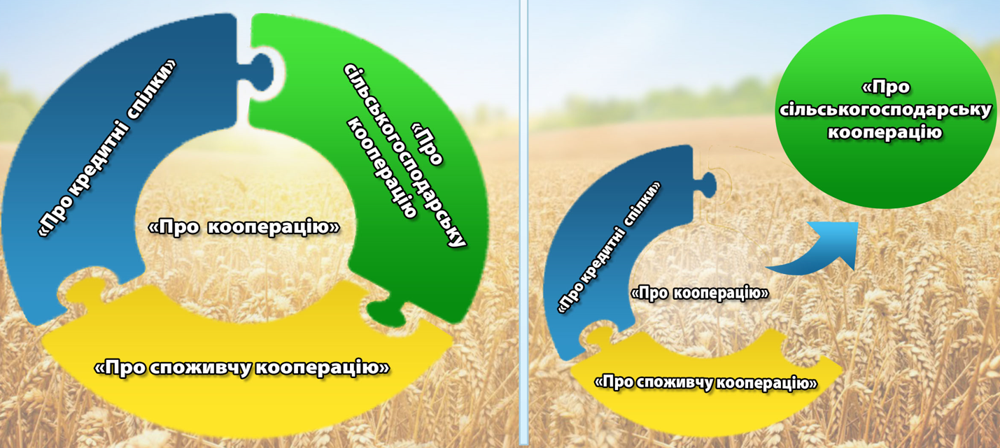 «Про кредитні спілки»
«Про
сільськогосподарську
кооперацію
«Про кооперацію»
«Про споживчу кооперацію»
«Про
сільськогосподарську
кооперацію
«Про кредитні спілки»
«Про кооперацію»
«Про споживчу кооперацію»